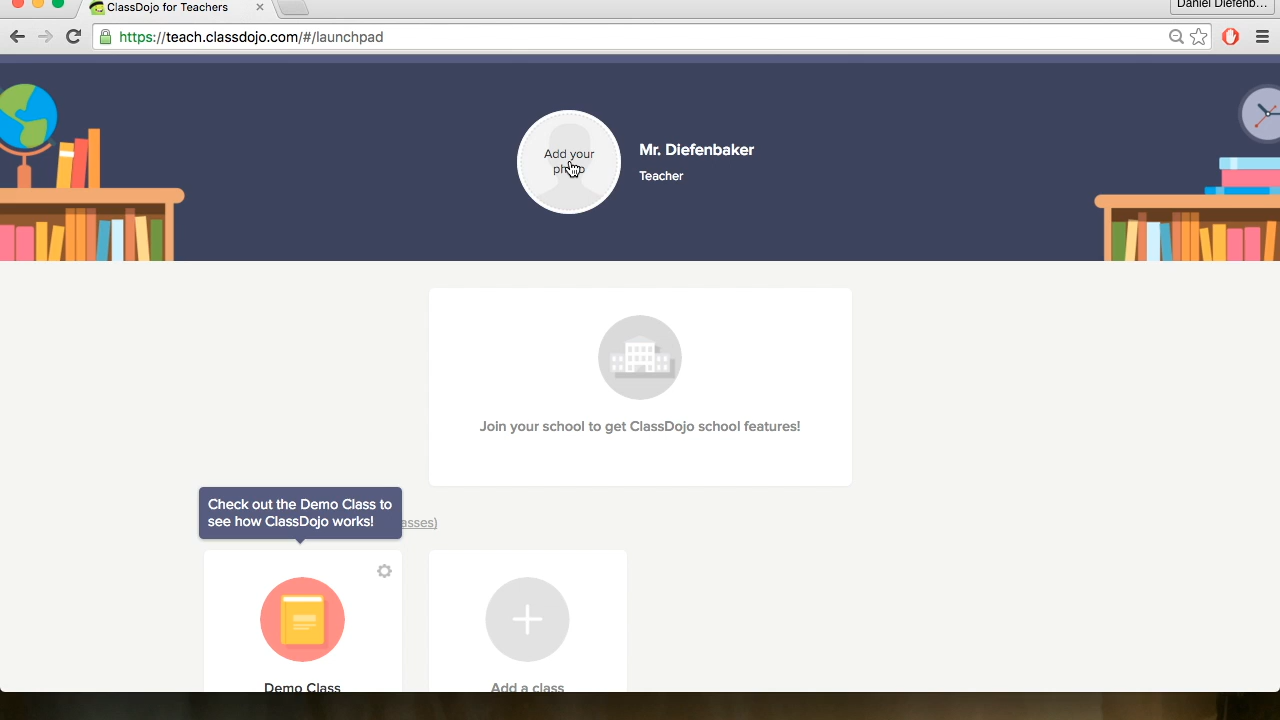 ClassDojo for Teachers
Daniel Diefenb...
https://teach.classdojo.com/#/launchpad
Add your
photo
Mr. Diefenbaker
Teacher
Join your school to get ClassDojo school features!
Check out the Demo Class to
see how ClassDojo works!
asses)
Demo Class
Add a class